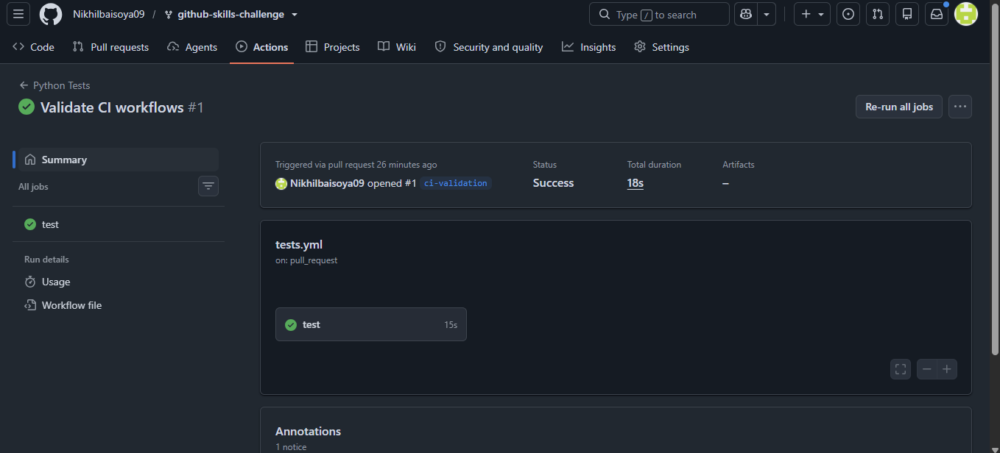 Nikhilbaisoya09 / github-skills-challenge
Type / to search
Code Pull requests Agents Actions Projects Wiki Security and quality Insights Settings
Python Tests
Validate CI workflows #1
Re-run all jobs
Summary
All jobs
test
Run details
Usage
Workflow file
Triggered via pull request 26 minutes ago
Nikhilbaisoya09 opened #1 ci-validation
Status
Success
Total duration
18s
Artifacts
–
tests.yml
on: pull_request
test 15s
Annotations
1 notice